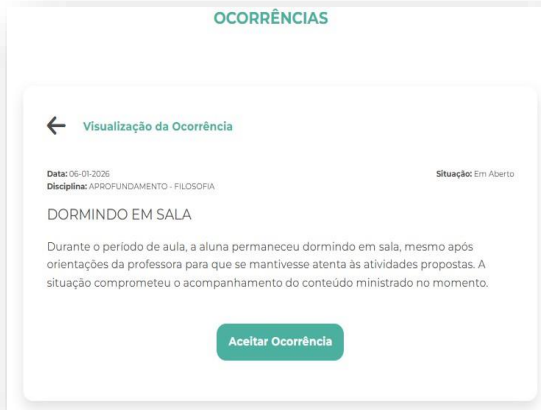 OCORRÊNCIAS
Visualização da Ocorrência
Data: 06-01-2026
Situação: Em Aberto
Disciplina: APROFUNDAMENTO - FILOSOFIA
DORMINDO EM SALA
Durante o período de aula, a aluna permaneceu dormindo em sala, mesmo após
orientações da professora para que se mantivesse atenta às atividades propostas. A
situação comprometeu o acompanhamento do conteúdo ministrado no momento.
Aceitar Ocorrência